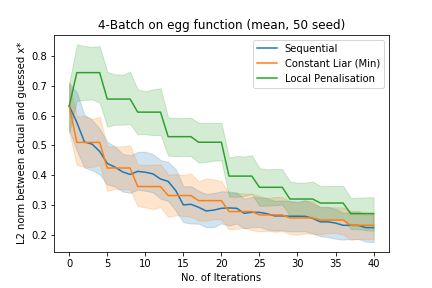 4-Batch on egg function (mean, 50 seed)
Sequential
Constant Liar (Min)
Local Penalisation
L2 norm between actual and guessed x*
0.8
0.7
0.6
0.5
0.4
0.3
0.2
0 5 10 15 20 25 30 35 40
No. of Iterations